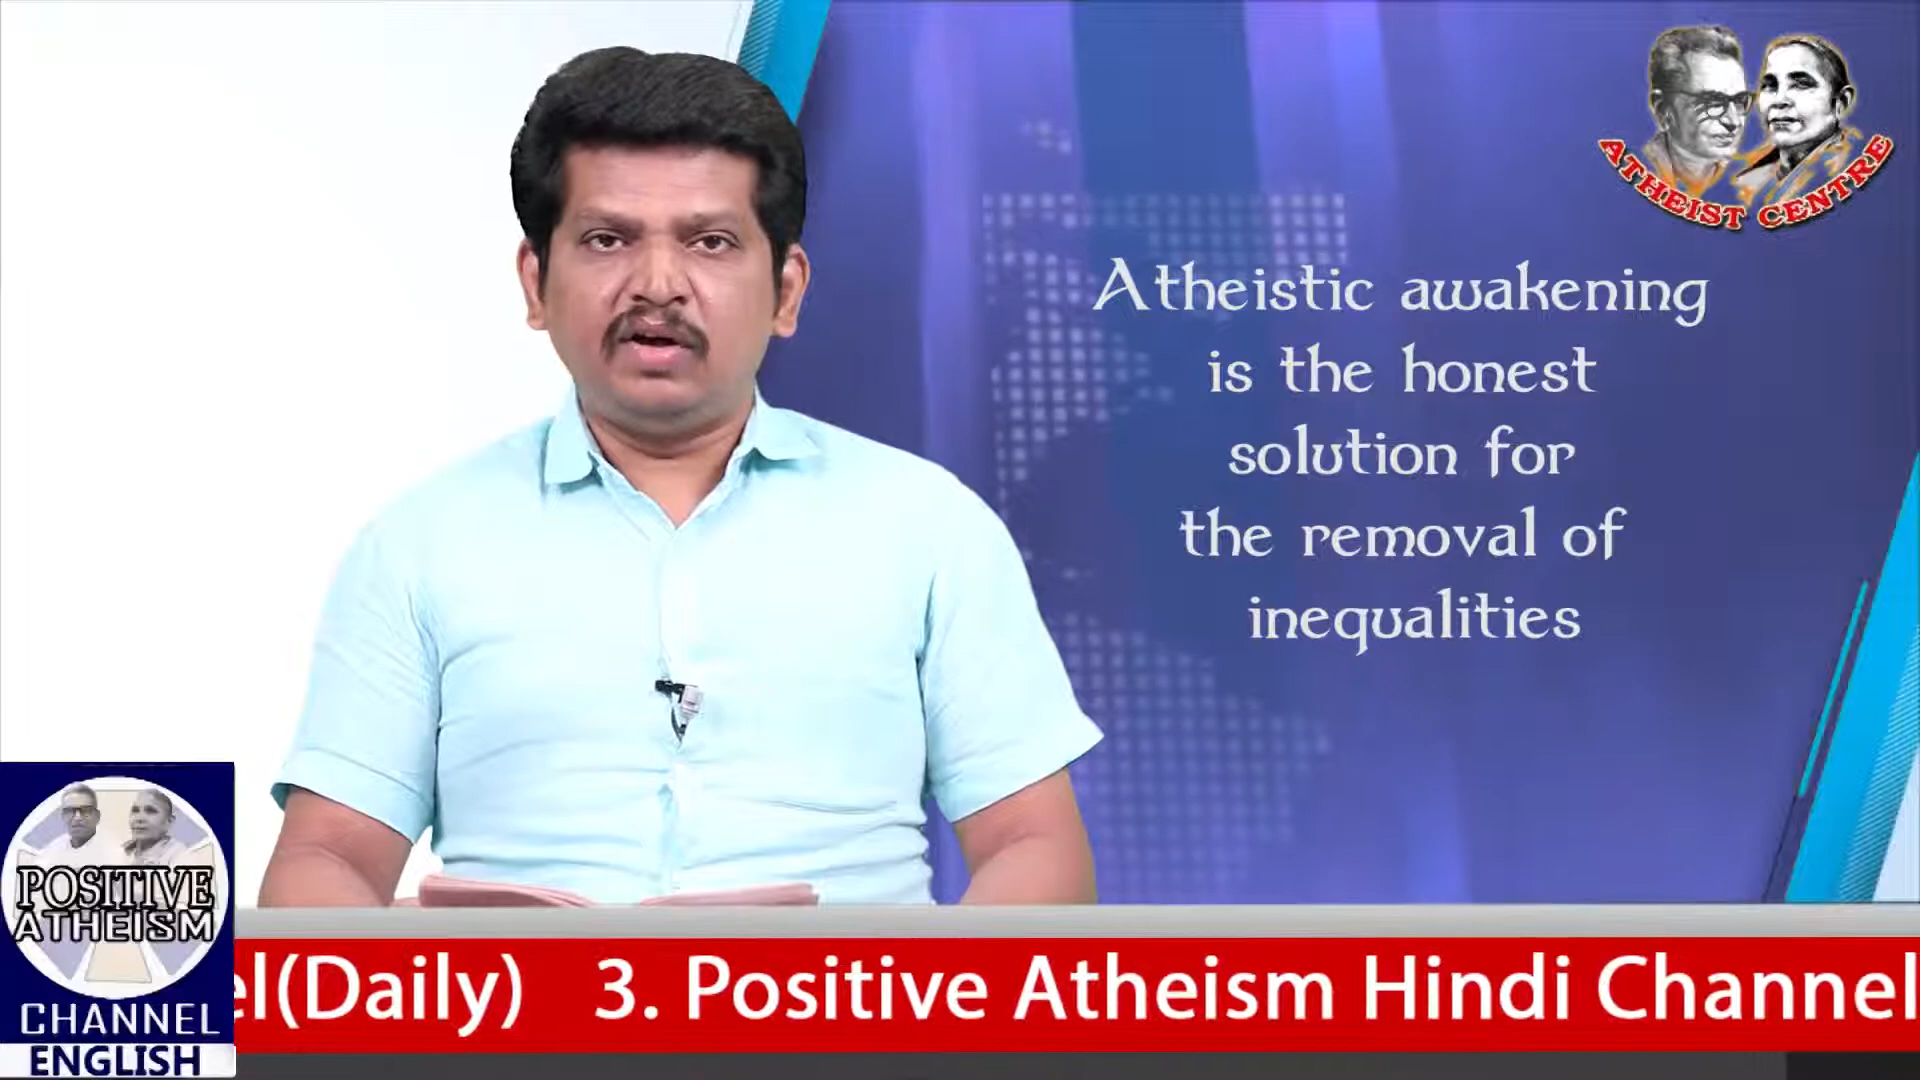 ATHEIST CENTRE
Atheistic awakening
is the honest
solution for
the removal of
inequalities
POSITIVE
ATHEISM
CHANNEL
ENGLISH
el(Daily) 3. Positive Atheism Hindi Channel